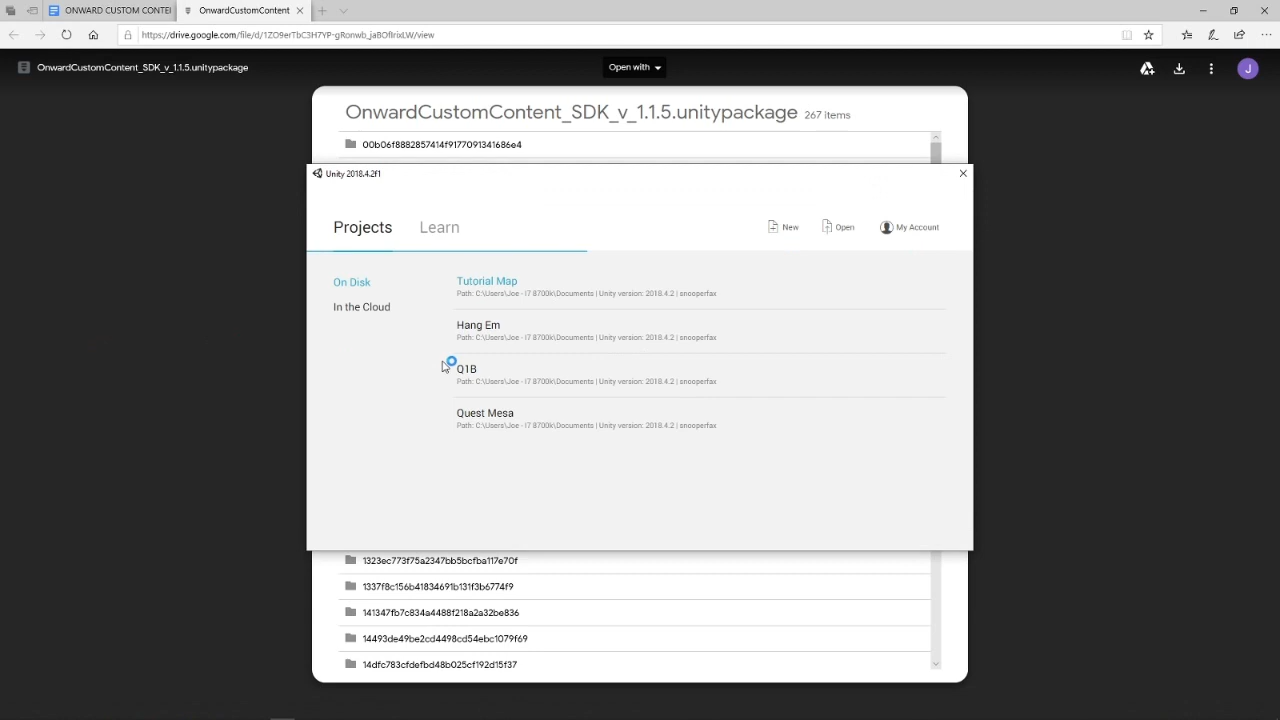 ONWARD CUSTOM CONTE
OnwardCustomContent
https://drive.google.com/file/d/1ZO9erTbC3H7YP-gRonwb_jaBOfIrixLW/view
OnwardCustomContent_SDK_v_1.1.5.unitypackage
Open with
J
OnwardCustomContent_SDK_v_1.1.5.unitypackage 267 items
00b06f8882857414f9177091341686e4
Unity 2018.4.2f1
Projects
Learn
New
Open
My Account
On Disk
In the Cloud
Tutorial Map
Path: C:\Users\Joe - I7 8700k\Documents | Unity version: 2018.4.2 | snooperfax
Hang Em
Path: C:\Users\Joe - I7 8700k\Documents | Unity version: 2018.4.2 | snooperfax
Q1B
Path: C:\Users\Joe - I7 8700k\Documents | Unity version: 2018.4.2 | snooperfax
Quest Mesa
Path: C:\Users\Joe - I7 8700k\Documents | Unity version: 2018.4.2 | snooperfax
1323ec773f75a2347bb5bcfba117e70f
1337f8c156b41834691b131f3b6774f9
141347fb7c834a4488f218a2a32be836
14493de49be2cd4498cd54ebc1079f69
14dfc783cfdefbd48b025cf192d15f37